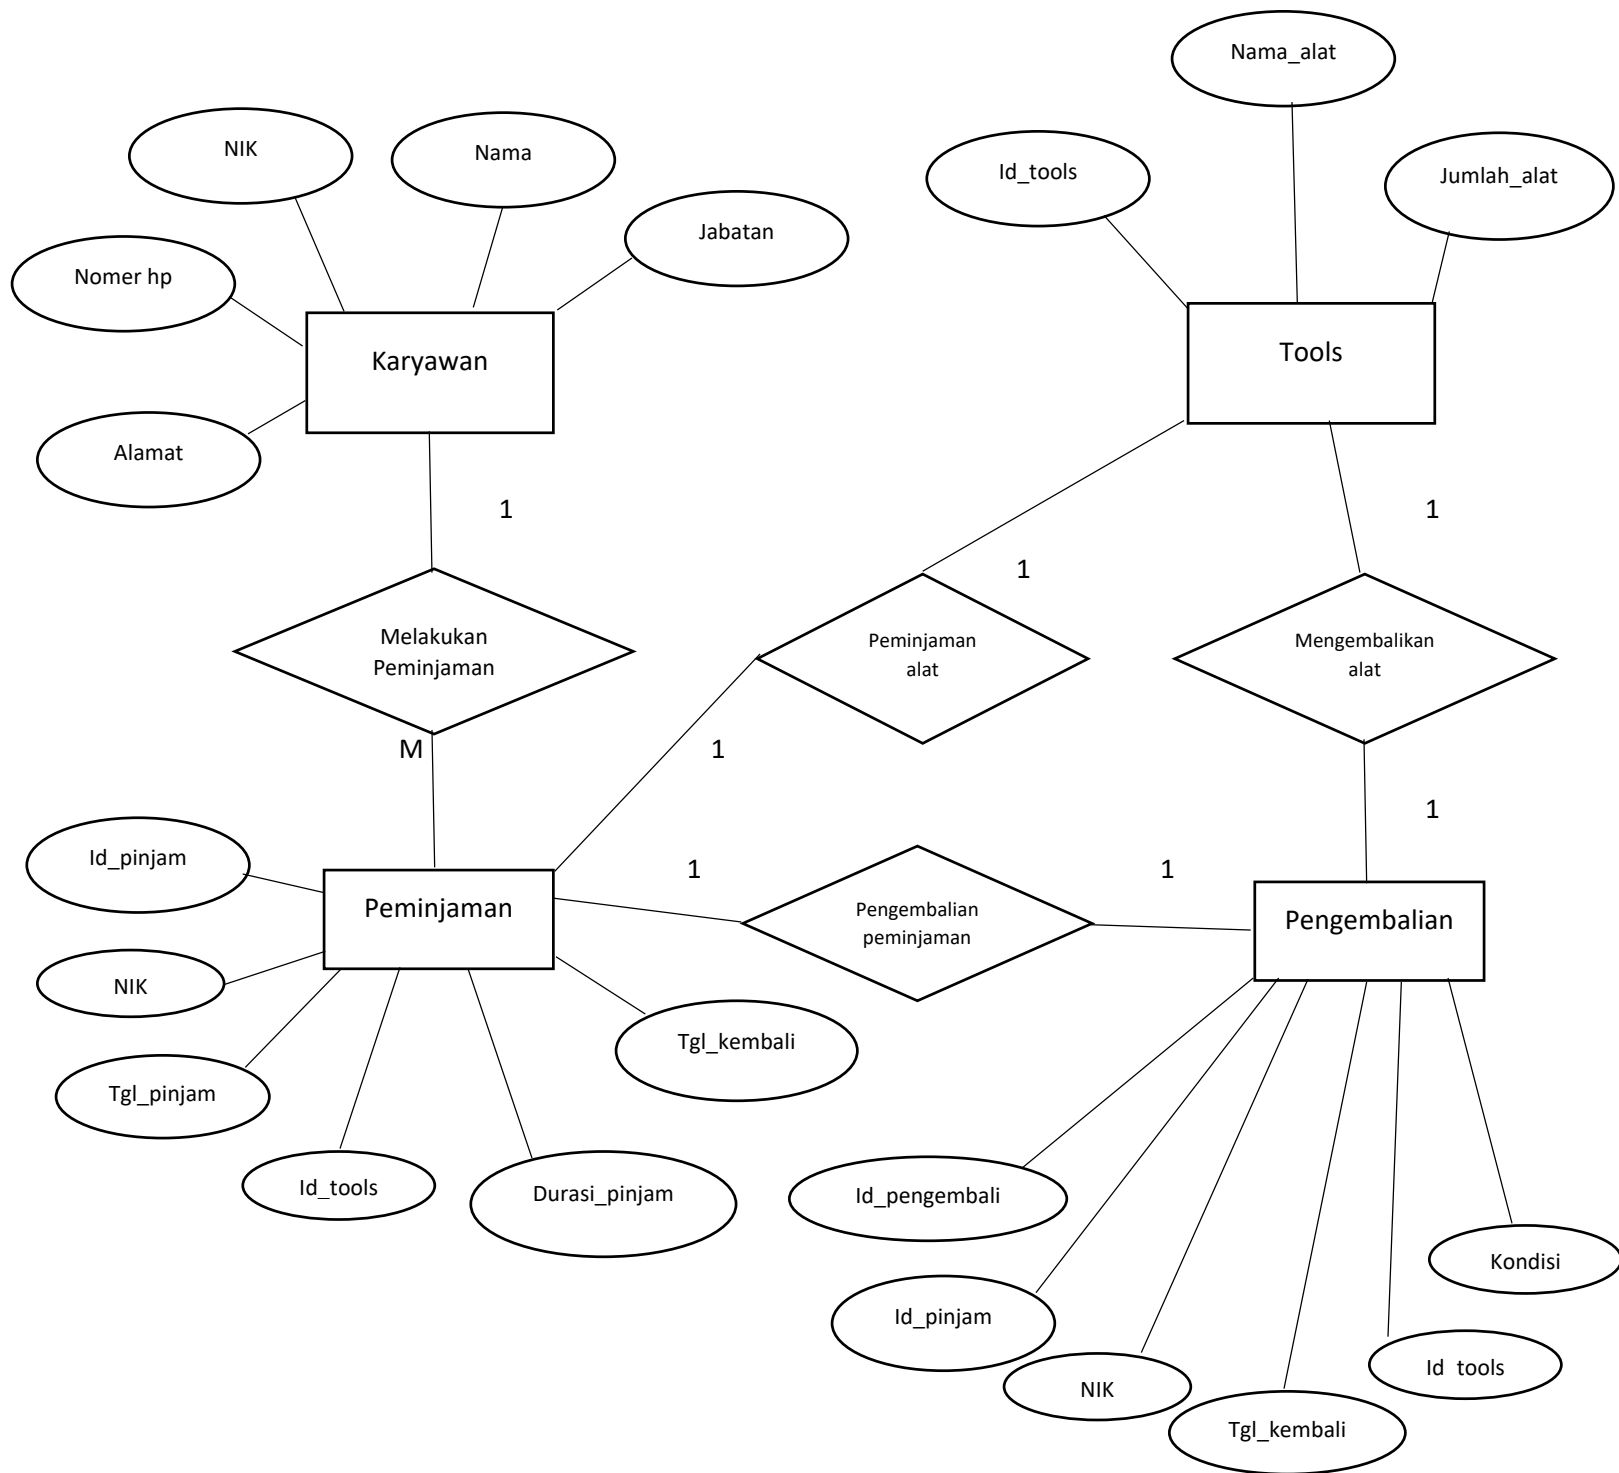 Nama_alat
NIK
Nama
Id_tools
Jumlah_alat
Jabatan
Nomer hp
Karyawan
Tools
Alamat
1
1
1
Melakukan
Peminjaman
Peminjaman
alat
Mengembalikan
alat
M
1
1
Id_pinjam
1
1
Peminjaman
Pengembalian
peminjaman
Pengembalian
NIK
Tgl_kembali
Tgl_pinjam
Id_tools
Durasi_pinjam
Id_pengembali
Kondisi
Id_pinjam
Id tools
NIK
Tgl_kembali